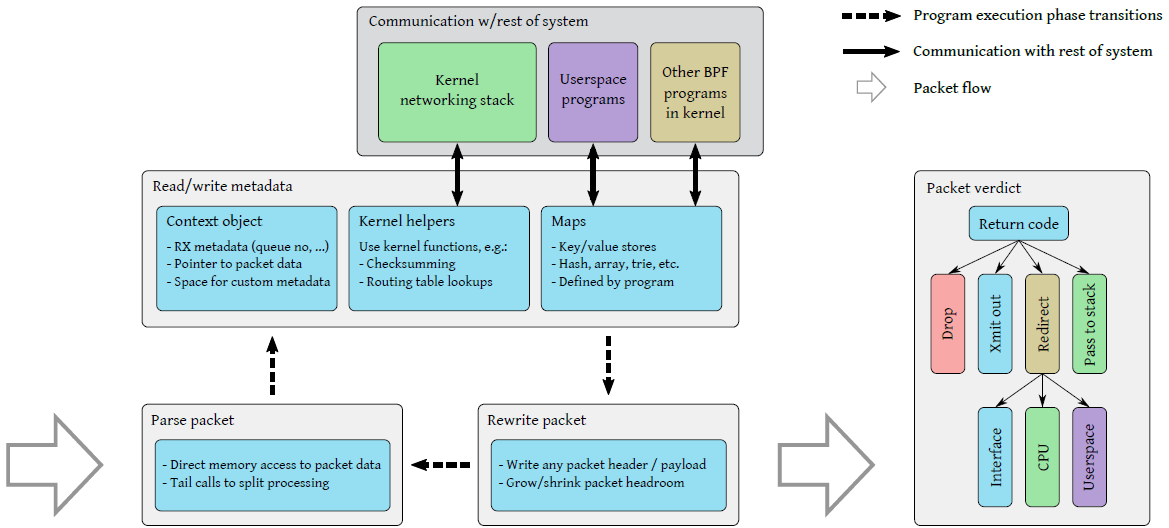 Communication w/rest of system
Kernel
networking stack
Userspace
programs
Other BPF
programs
in kernel
Program execution phase transitions
Communication with rest of system
Packet flow
Read/write metadata
Context object
- RX metadata (queue no, ...)
- Pointer to packet data
- Space for custom metadata
Kernel helpers
Use kernel functions, e.g.:
- Checksumming
- Routing table lookups
Maps
- Key/value stores
- Hash, array, trie, etc.
- Defined by program
Parse packet
- Direct memory access to packet data
- Tail calls to split processing
Rewrite packet
- Write any packet header / payload
- Grow/shrink packet headroom
Packet verdict
Return code
Drop
Xmit out
Redirect
Pass to stack
Interface
CPU
Userspace